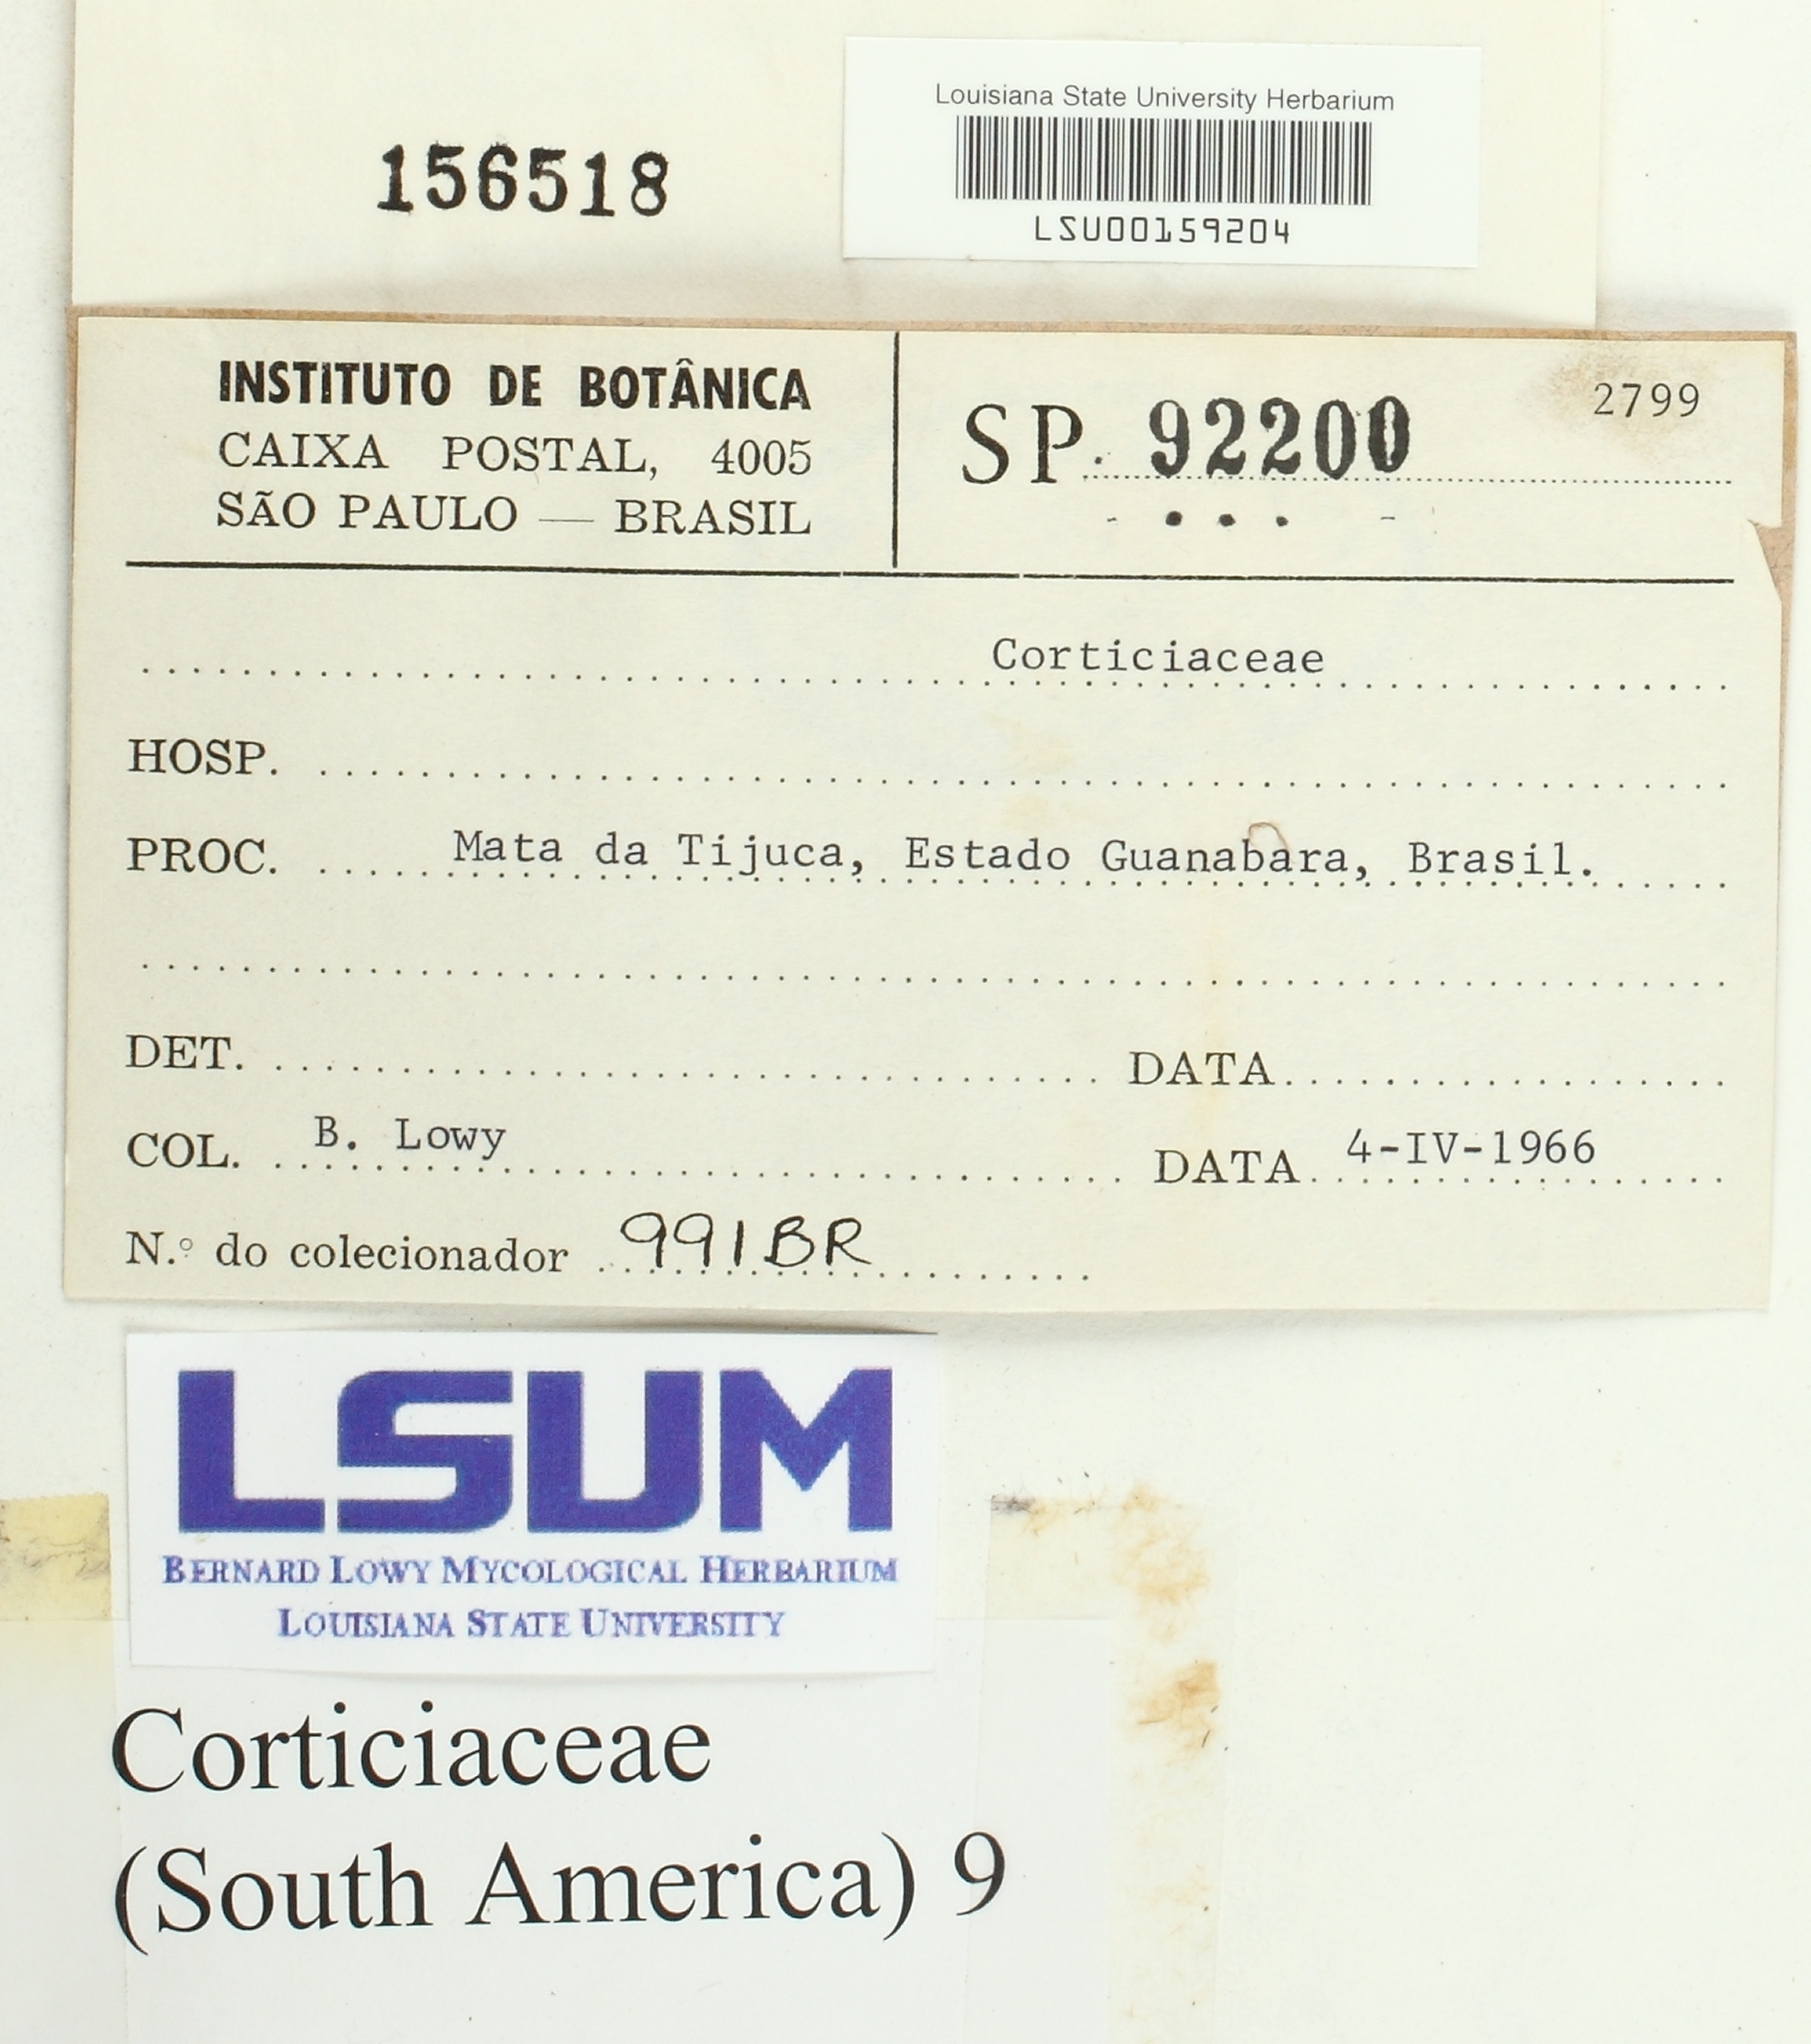 Louisiana State University Herbarium
156518
LSU00159204
INSTITUTO DE BOTÂNICA
CAIXA POSTAL, 4005
SÃO PAULO — BRASIL
SP. 92200
2799
Corticiaceae
HOSP.
PROC. Mata da Tijuca, Estado Guanabara, Brasil.
DET. DATA
COL. B. Lowy DATA 4-IV-1966
N.º do colecionador 991BR
LSUM
BERNARD LOWY MYCOLOGICAL HERBARIUM
LOUISIANA STATE UNIVERSITY
Corticiaceae
(South America) 9